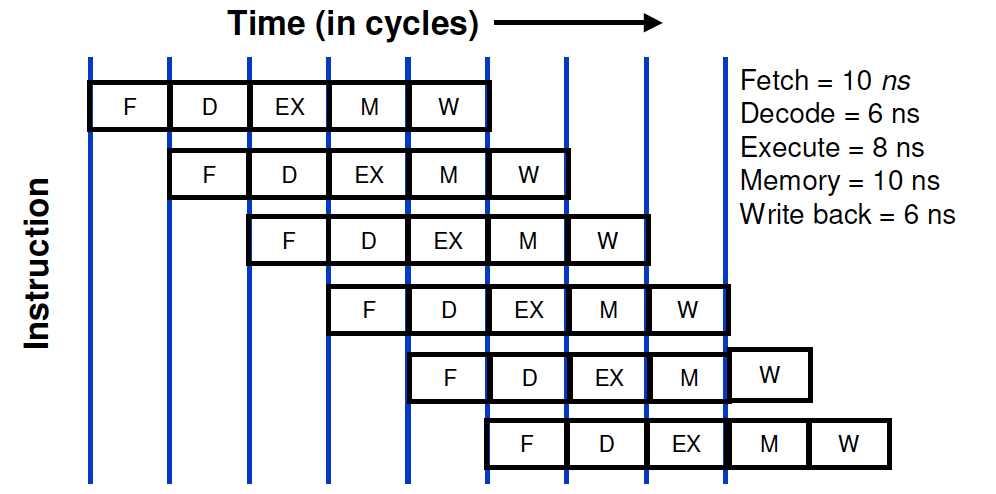 Time (in cycles)
Fetch = 10 ns
Decode = 6 ns
Execute = 8 ns
Memory = 10 ns
Write back = 6 ns
Instruction
F D EX M W
F D EX M W
F D EX M W
F D EX M W
F D EX M W
F D EX M W